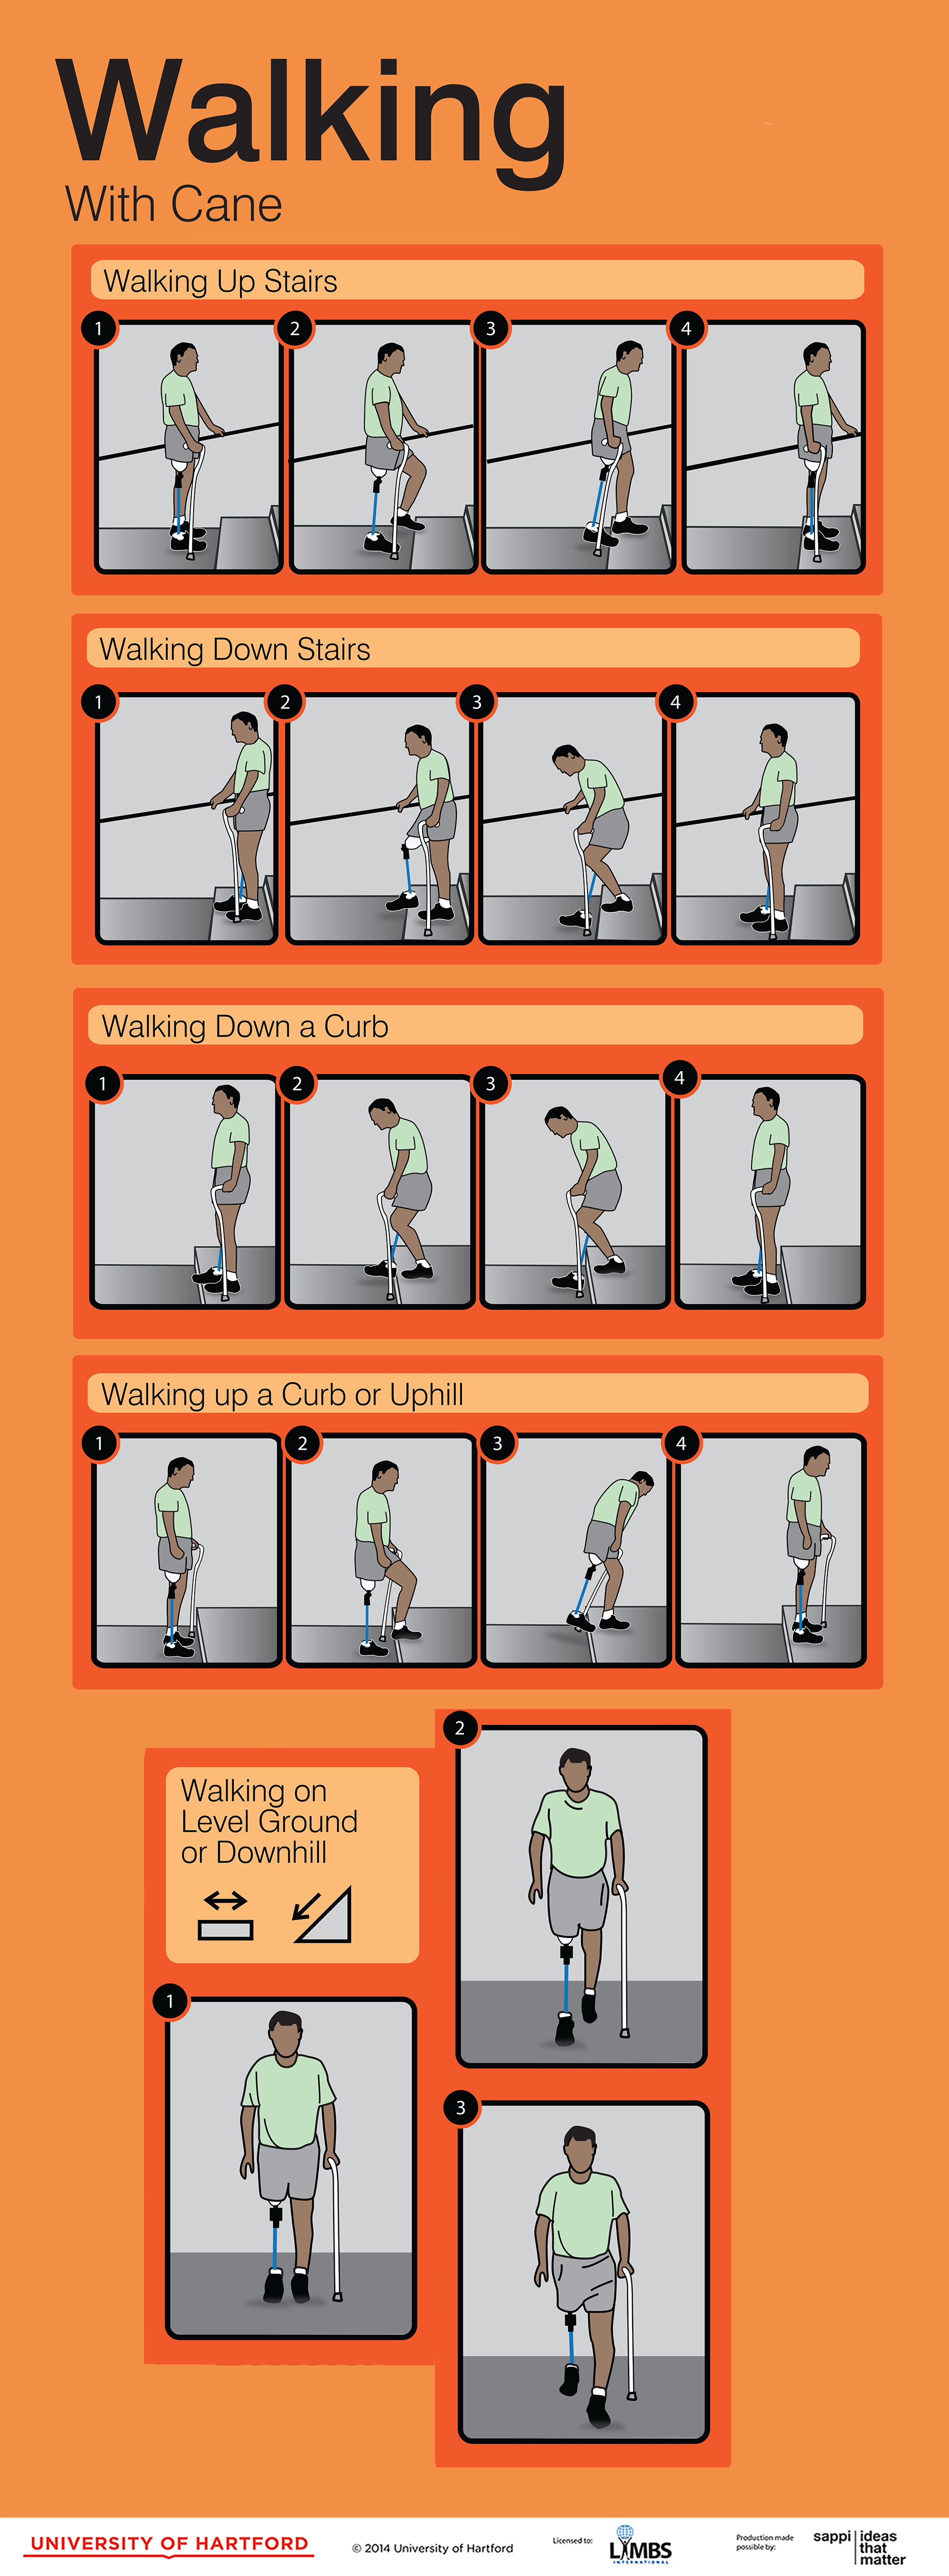 Walking
With Cane
Walking Up Stairs
1 2 3 4
Walking Down Stairs
1 2 3 4
Walking Down a Curb
1 2 3 4
Walking up a Curb or Uphill
1 2 3 4
Walking on
Level Ground
or Downhill
1
2
3
UNIVERSITY OF HARTFORD
© 2014 University of Hartford
Licensed to:
LIMBS
INTERNATIONAL
Production made
possible by:
sappi
ideas
that
matter